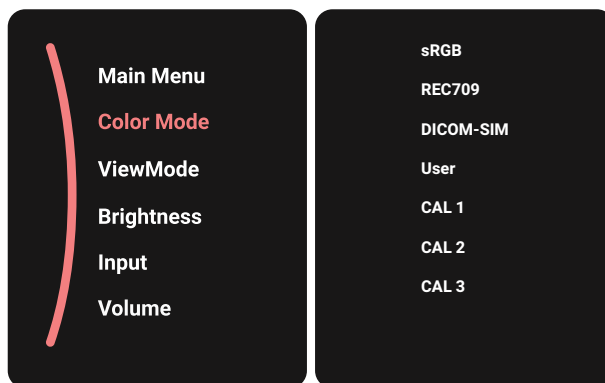 Main Menu
Color Mode
ViewMode
Brightness
Input
Volume
sRGB
REC709
DICOM-SIM
User
CAL 1
CAL 2
CAL 3